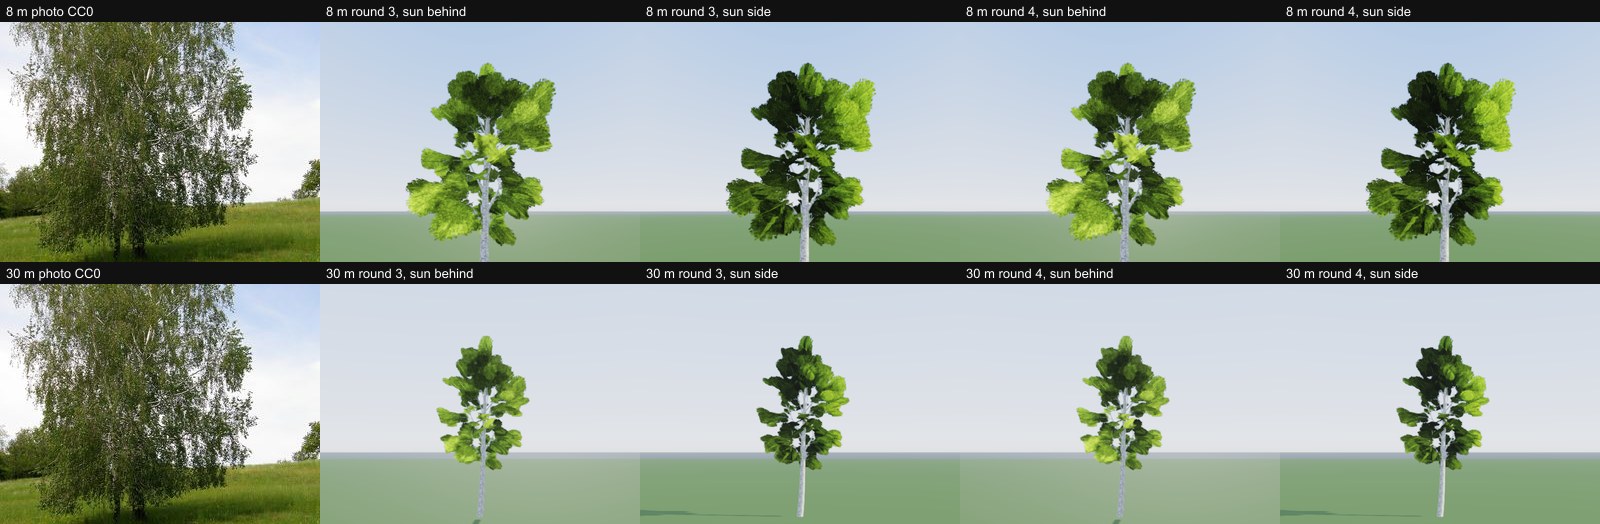 8 m photo CC0
8 m round 3, sun behind
8 m round 3, sun side
8 m round 4, sun behind
8 m round 4, sun side
30 m photo CC0
30 m round 3, sun behind
30 m round 3, sun side
30 m round 4, sun behind
30 m round 4, sun side